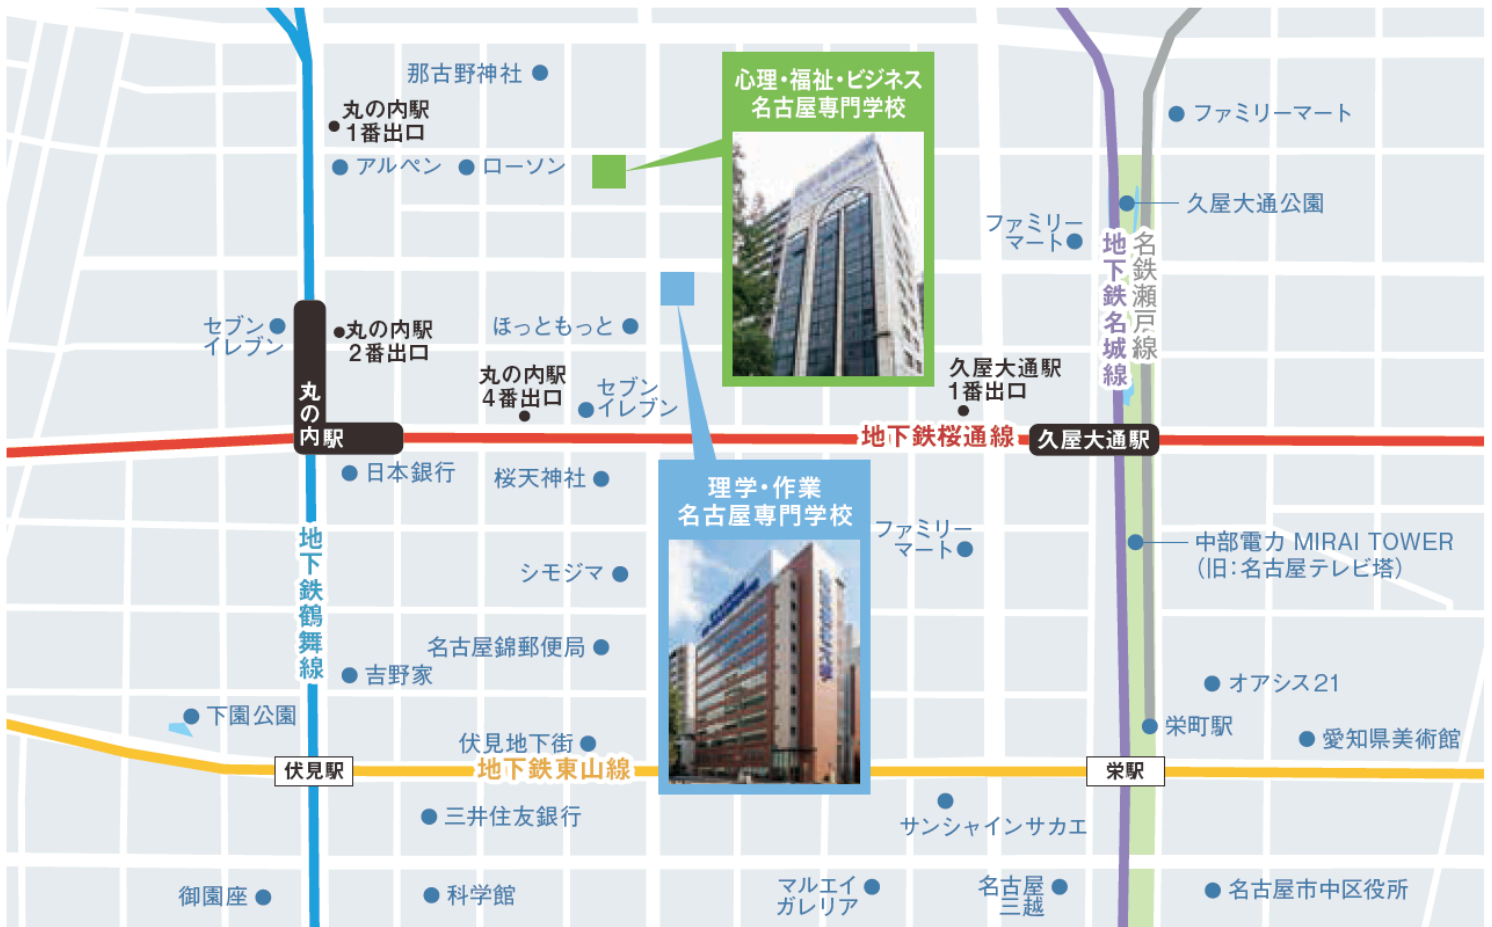 那古野神社
心理・福祉・ビジネス
名古屋専門学校
丸の内駅
1番出口
アルペン
ローソン
ファミリーマート
久屋大通公園
ファミリー
マート
地下鉄名城線
名鉄瀬戸線
セブン
イレブン
丸の内駅
2番出口
ほっともっと
丸の内駅
4番出口
セブン
イレブン
久屋大通駅
1番出口
丸の内駅
地下鉄桜通線
久屋大通駅
日本銀行
桜天神社
理学・作業
名古屋専門学校
ファミリー
マート
中部電力 MIRAI TOWER
（旧：名古屋テレビ塔）
地下鉄鶴舞線
シモジマ
名古屋錦郵便局
吉野家
オアシス21
下園公園
栄町駅
伏見地下街
愛知県美術館
伏見駅
地下鉄東山線
栄駅
三井住友銀行
サンシャインサカエ
御園座
科学館
マルエイ
ガレリア
名古屋
三越
名古屋市中区役所